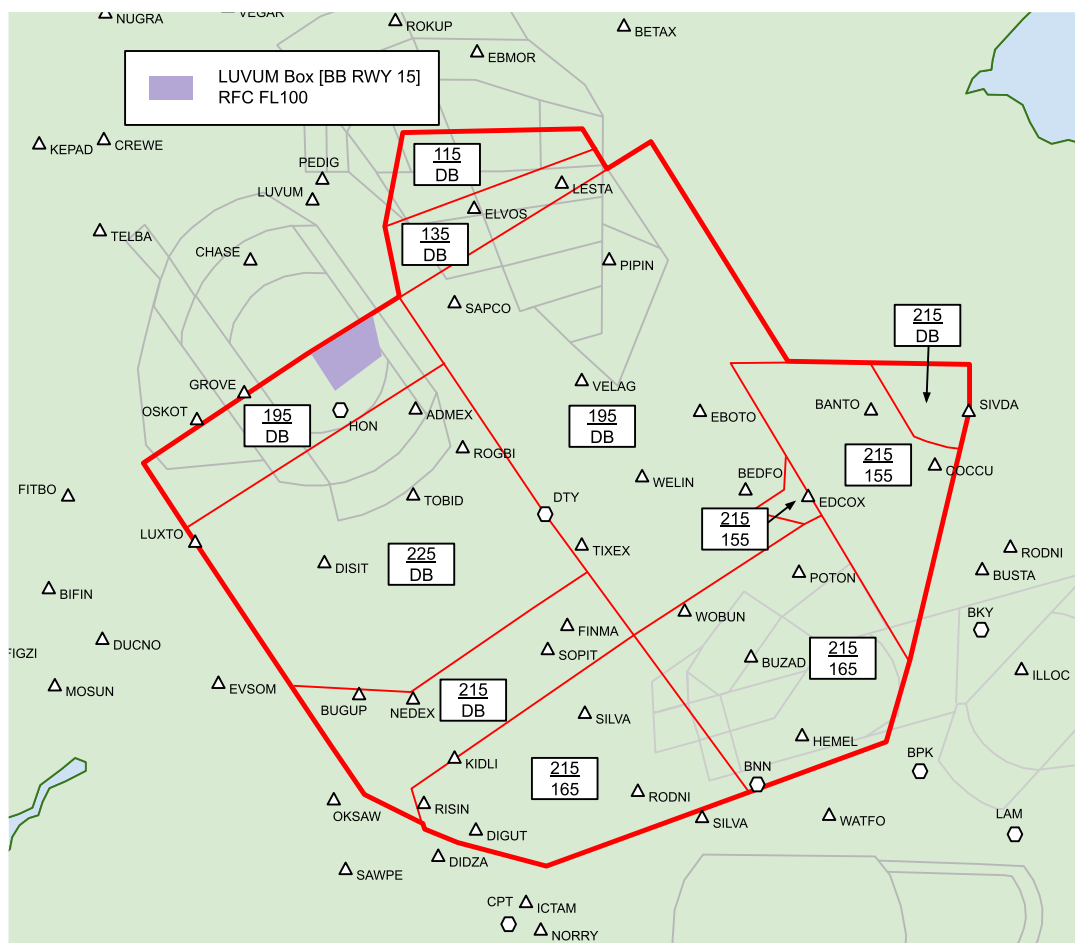 NUGRA
VEGAR
ROKUP
BETAX
EBMOR
LUVUM Box [BB RWY 15]
RFC FL100
KEPAD
CREWE
PEDIG
LUVUM
115
DB
LESTA
ELVOS
TELBA
CHASE
135
DB
PIPIN
SAPCO
215
DB
GROVE
OSKOT
195
DB
HON
ADMEX
VELAG
195
DB
EBOTO
BANTO
SIVDA
ROGBI
215
155
COCCU
FITBO
TOBID
WELIN
BEDFO
EDCOX
DTY
215
155
LUXTO
TIXEX
RODNI
BUSTA
DISIT
225
DB
POTON
BIFIN
WOBUN
BKY
FINMA
DUCNO
FIGZI
SOPIT
BUZAD
215
165
ILLOC
MOSUN
EVSOM
BUGUP
NEDEX
215
DB
SILVA
HEMEL
KIDLI
215
165
BNN
BPK
OKSAW
RISIN
RODNI
DIGUT
SILVA
WATFO
LAM
DIDZA
SAWPE
CPT
ICTAM
NORRY